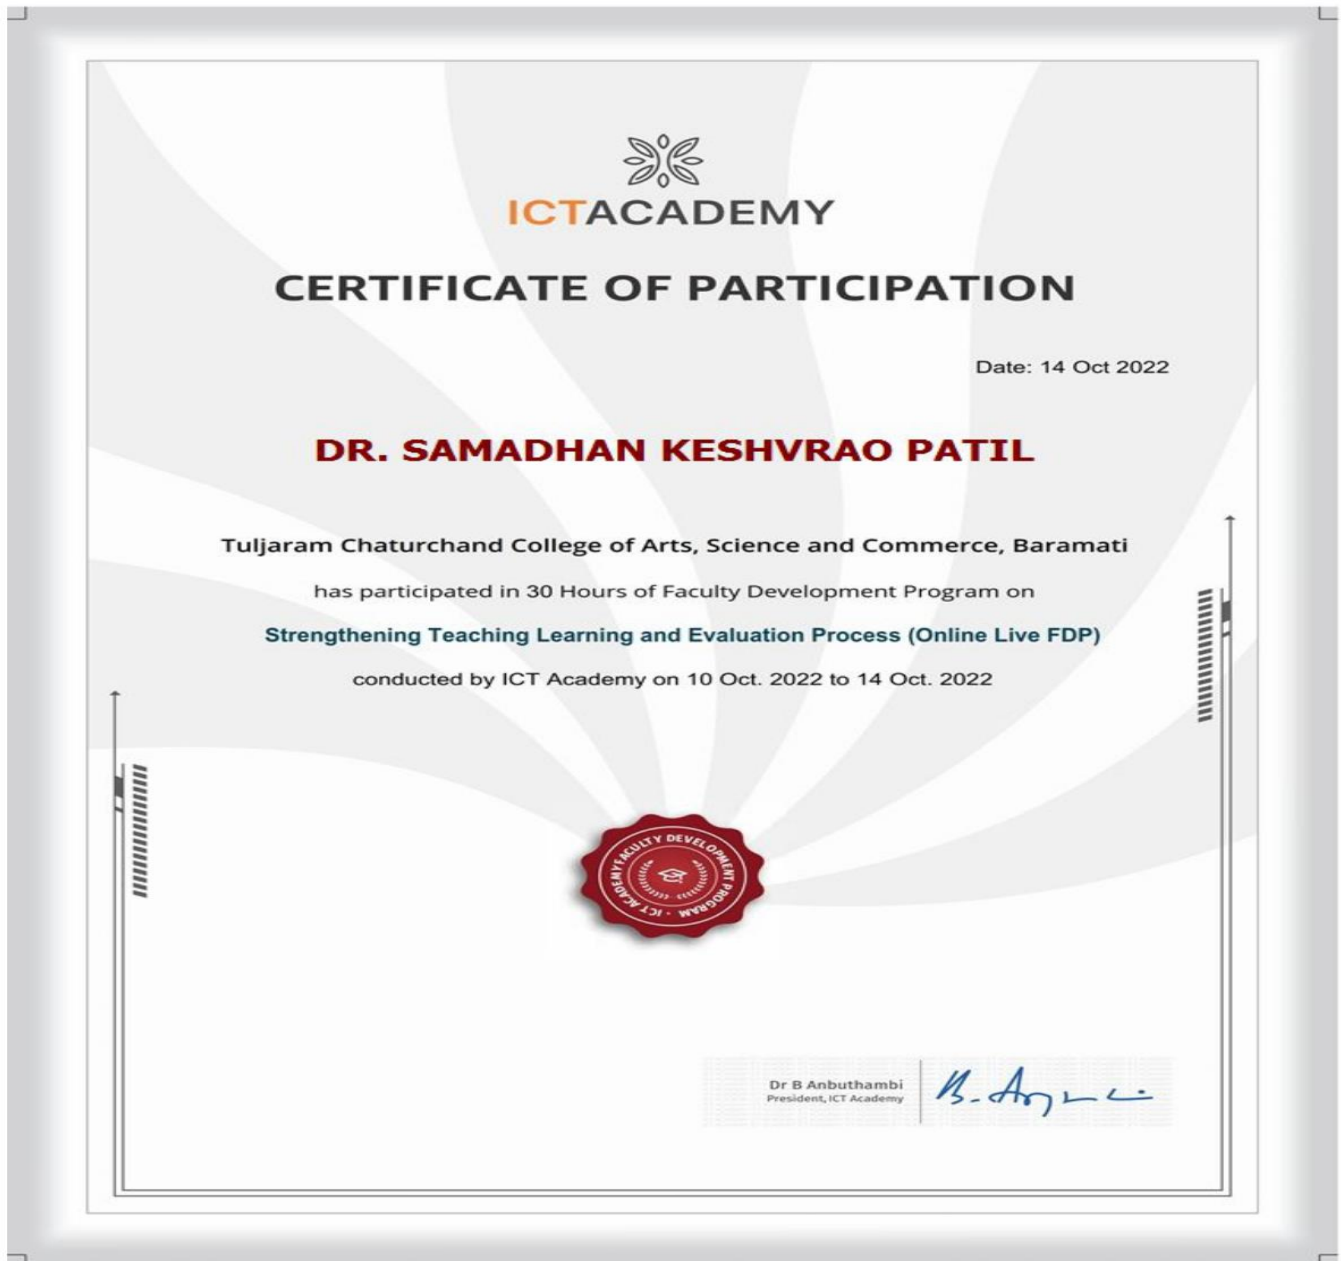 ICTACADEMY
CERTIFICATE OF PARTICIPATION
Date: 14 Oct 2022
DR. SAMADHAN KESHVRAO PATIL
Tuljaram Chaturchand College of Arts, Science and Commerce, Baramati
has participated in 30 Hours of Faculty Development Program on
Strengthening Teaching Learning and Evaluation Process (Online Live FDP)
conducted by ICT Academy on 10 Oct. 2022 to 14 Oct. 2022
FACULTY DEVELOPMENT PROGRAM - ICT ACADEMY
Dr B Anbuthambi
President, ICT Academy